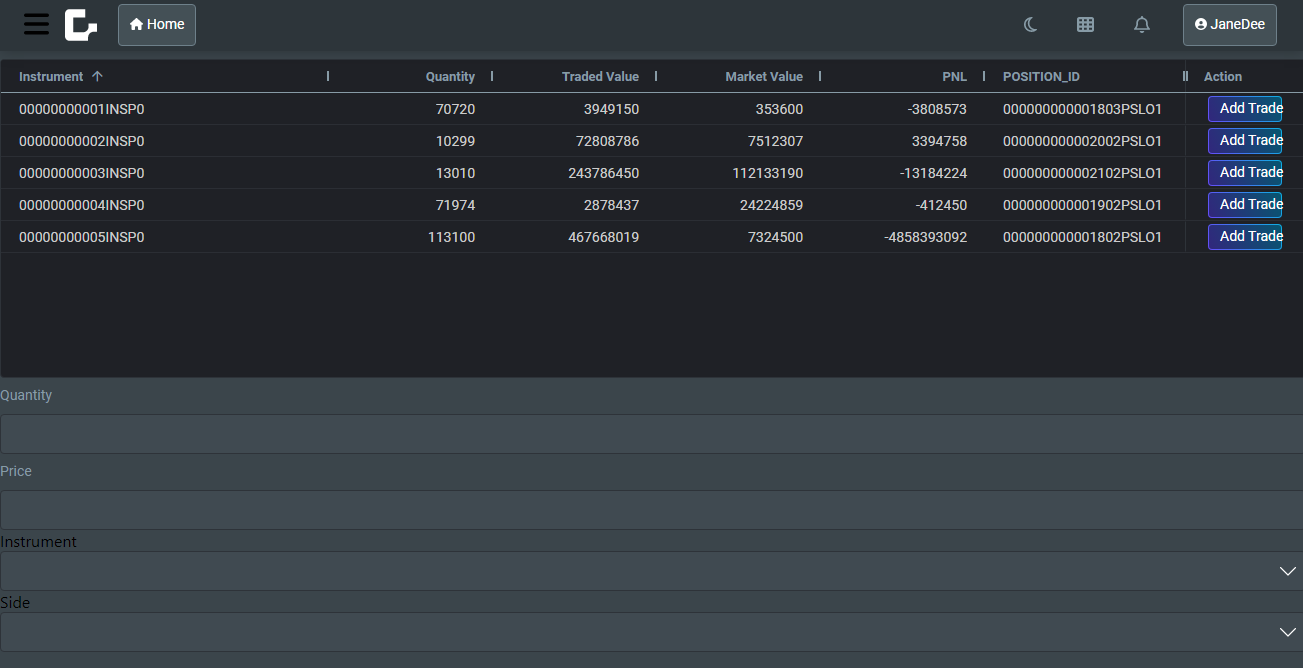 Home JaneDee
Instrument Quantity Traded Value Market Value PNL POSITION_ID Action
00000000001INSP0 70720 3949150 353600 -3808573 000000000001803PSLO1 Add Trade
00000000002INSP0 10299 72808786 7512307 3394758 000000000002002PSLO1 Add Trade
00000000003INSP0 13010 243786450 112133190 -13184224 000000000002102PSLO1 Add Trade
00000000004INSP0 71974 2878437 24224859 -412450 000000000001902PSLO1 Add Trade
00000000005INSP0 113100 467668019 7324500 -4858393092 000000000001802PSLO1 Add Trade
Quantity
Price
Instrument
Side